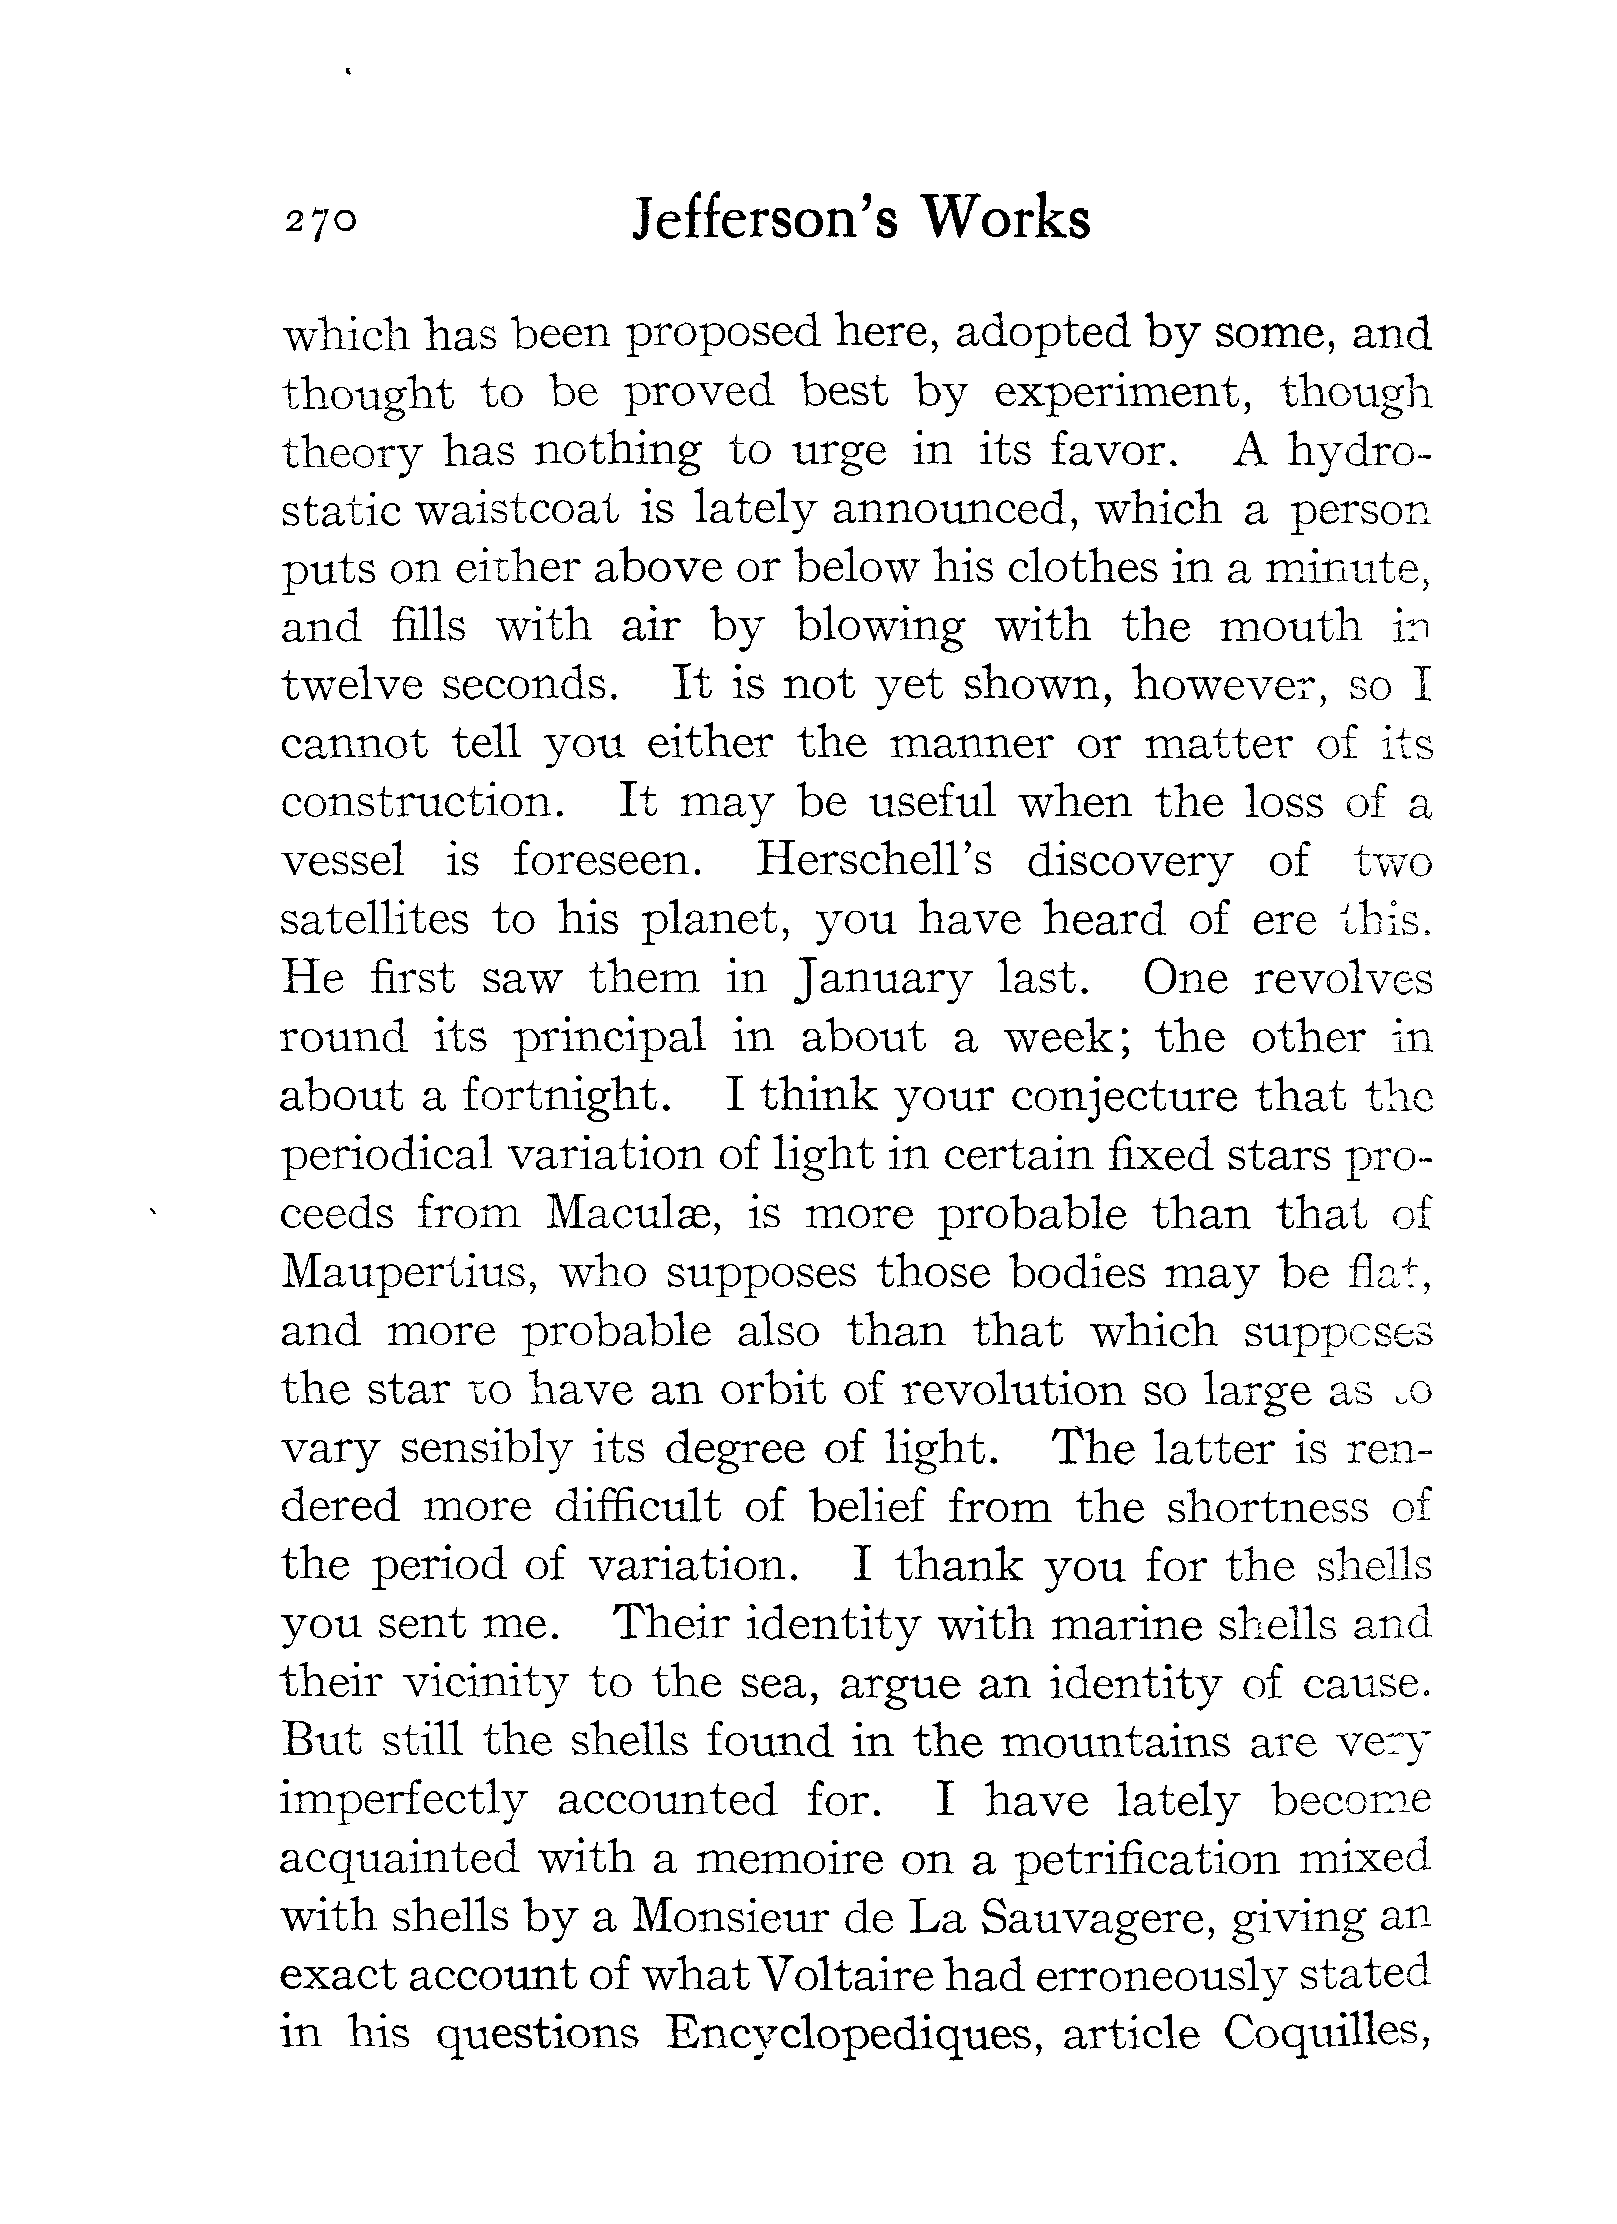 270 Jefferson's Works
which has been proposed here, adopted by some, and
thought to be proved best by experiment, though
theory has nothing to urge in its favor. A hydro-
static waistcoat is lately announced, which a person
puts on either above or below his clothes in a minute,
and fills with air by blowing with the mouth in
twelve seconds. It is not yet shown, however, so I
cannot tell you either the manner or matter of its
construction. It may be useful when the loss of a
vessel is foreseen. Herschell's discovery of two
satellites to his planet, you have heard of ere this.
He first saw them in January last. One revolves
round its principal in about a week; the other in
about a fortnight. I think your conjecture that the
periodical variation of light in certain fixed stars pro-
ceeds from Maculæ, is more probable than that of
Maupertius, who supposes those bodies may be flat,
and more probable also than that which supposes
the star to have an orbit of revolution so large as to
vary sensibly its degree of light. The latter is ren-
dered more difficult of belief from the shortness of
the period of variation. I thank you for the shells
you sent me. Their identity with marine shells and
their vicinity to the sea, argue an identity of cause.
But still the shells found in the mountains are very
imperfectly accounted for. I have lately become
acquainted with a memoire on a petrification mixed
with shells by a Monsieur de La Sauvagere, giving an
exact account of what Voltaire had erroneously stated
in his questions Encyclopediques, article Coquilles,